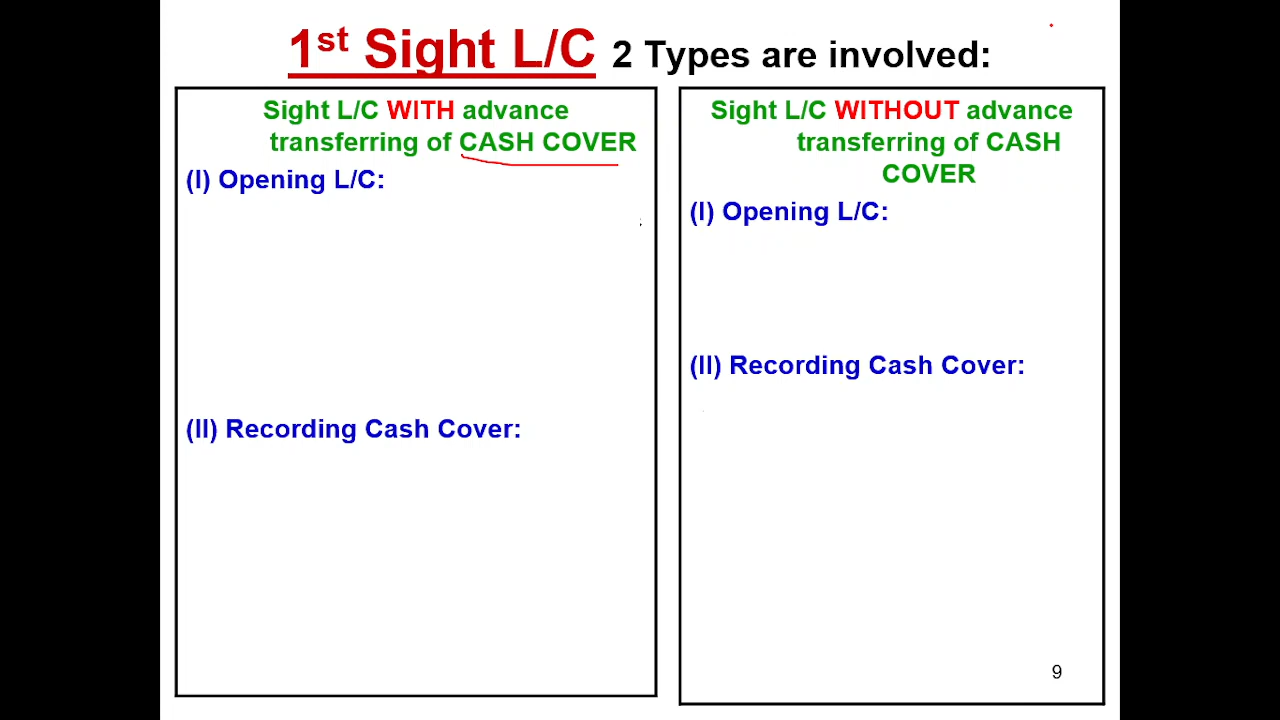 1st Sight L/C 2 Types are involved:
Sight L/C WITH advance
transferring of CASH COVER
(I) Opening L/C:
(II) Recording Cash Cover:
Sight L/C WITHOUT advance
transferring of CASH
COVER
(I) Opening L/C:
(II) Recording Cash Cover:
9